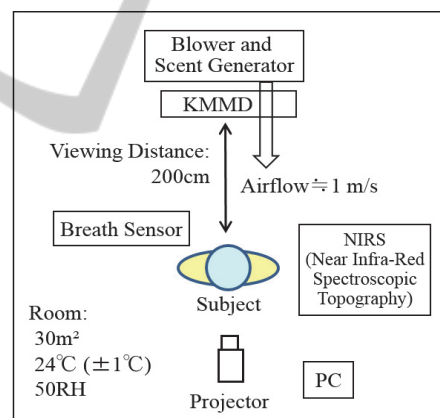 Blower and
Scent Generator
KMMD
Viewing Distance:
200cm
Airflow≒1 m/s
Breath Sensor
NIRS
(Near Infra-Red
Spectroscopic
Topography)
Subject
Room:
30m²
24℃ (±1℃)
50RH
Projector
PC